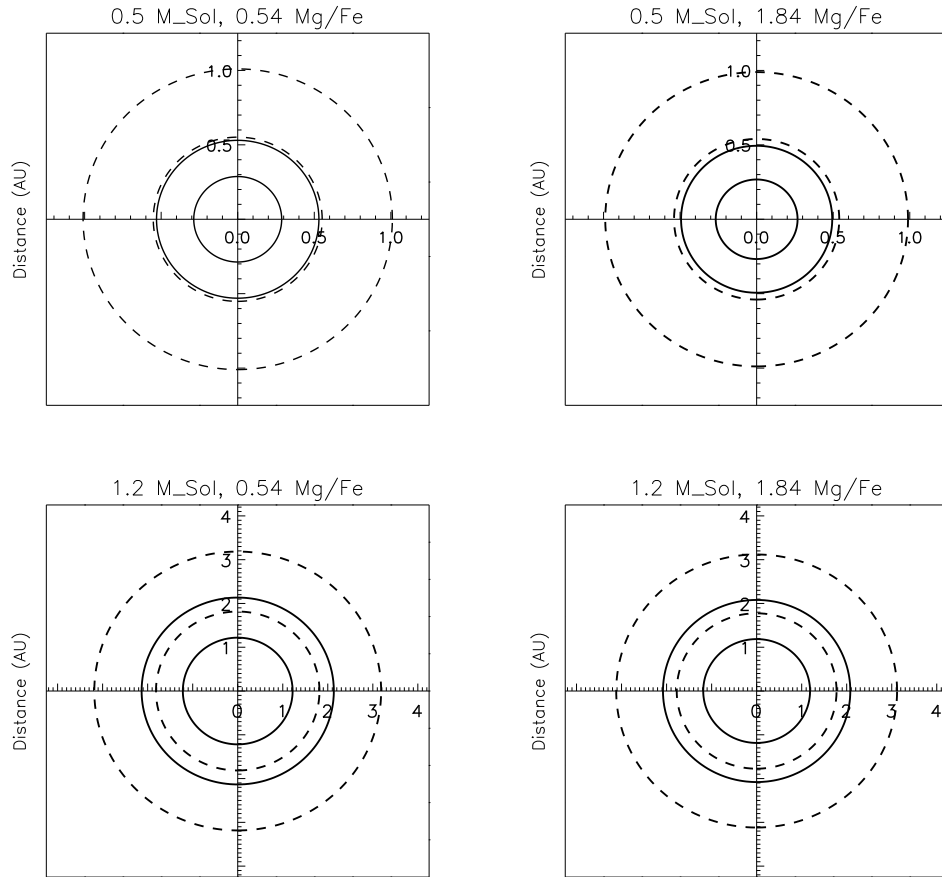 0.5 M_Sol, 0.54 Mg/Fe
0.5 M_Sol, 1.84 Mg/Fe
Distance (AU)
1.0
0.5
0.0 0.5 1.0
Distance (AU)
1.0
0.5
0.0 0.5 1.0
1.2 M_Sol, 0.54 Mg/Fe
1.2 M_Sol, 1.84 Mg/Fe
Distance (AU)
4
3
2
1
0 1 2 3 4
Distance (AU)
4
3
2
1
0 1 2 3 4